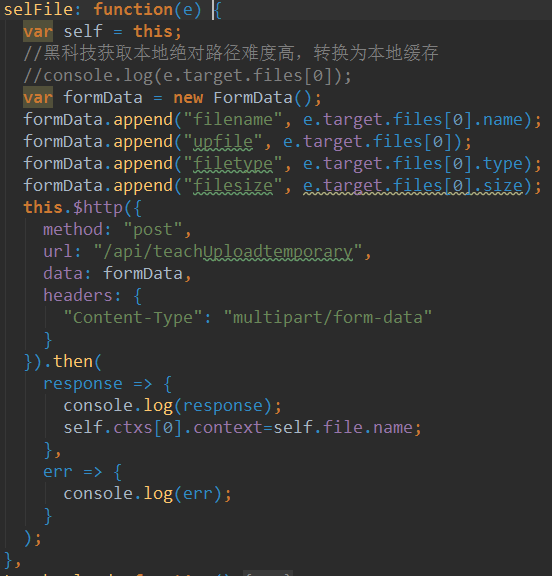 selFile: function(e) {
var self = this;
//黑科技获取本地绝对路径难度高，转换为本地缓存
//console.log(e.target.files[0]);
var formData = new FormData();
formData.append("filename", e.target.files[0].name);
formData.append("upfile", e.target.files[0]);
formData.append("filetype", e.target.files[0].type);
formData.append("filesize", e.target.files[0].size);
this.$http({
method: "post",
url: "/api/teachUploadtemporary",
data: formData,
headers: {
"Content-Type": "multipart/form-data"
}
}).then(
response => {
console.log(response);
self.ctxs[0].context=self.file.name;
},
err => {
console.log(err);
}
);
},